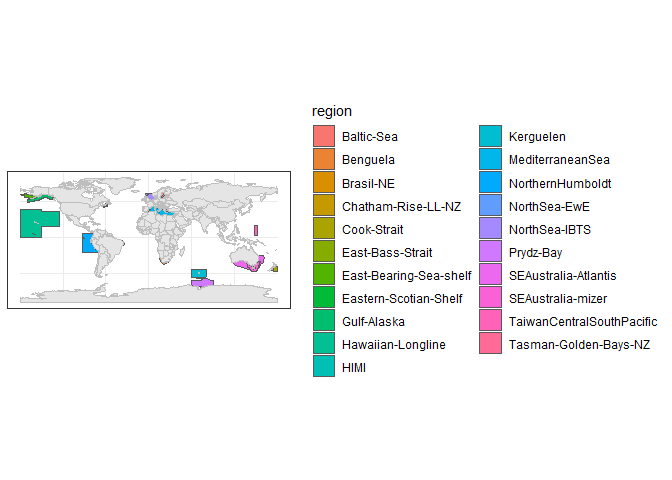 region
Baltic-Sea
Benguela
Brasil-NE
Chatham-Rise-LL-NZ
Cook-Strait
East-Bass-Strait
East-Bearing-Sea-shelf
Eastern-Scotian-Shelf
Gulf-Alaska
Hawaiian-Longline
HIMI
Kerguelen
MediterraneanSea
NorthernHumboldt
NorthSea-EwE
NorthSea-IBTS
Prydz-Bay
SEAustralia-Atlantis
SEAustralia-mizer
TaiwanCentralSouthPacific
Tasman-Golden-Bays-NZ